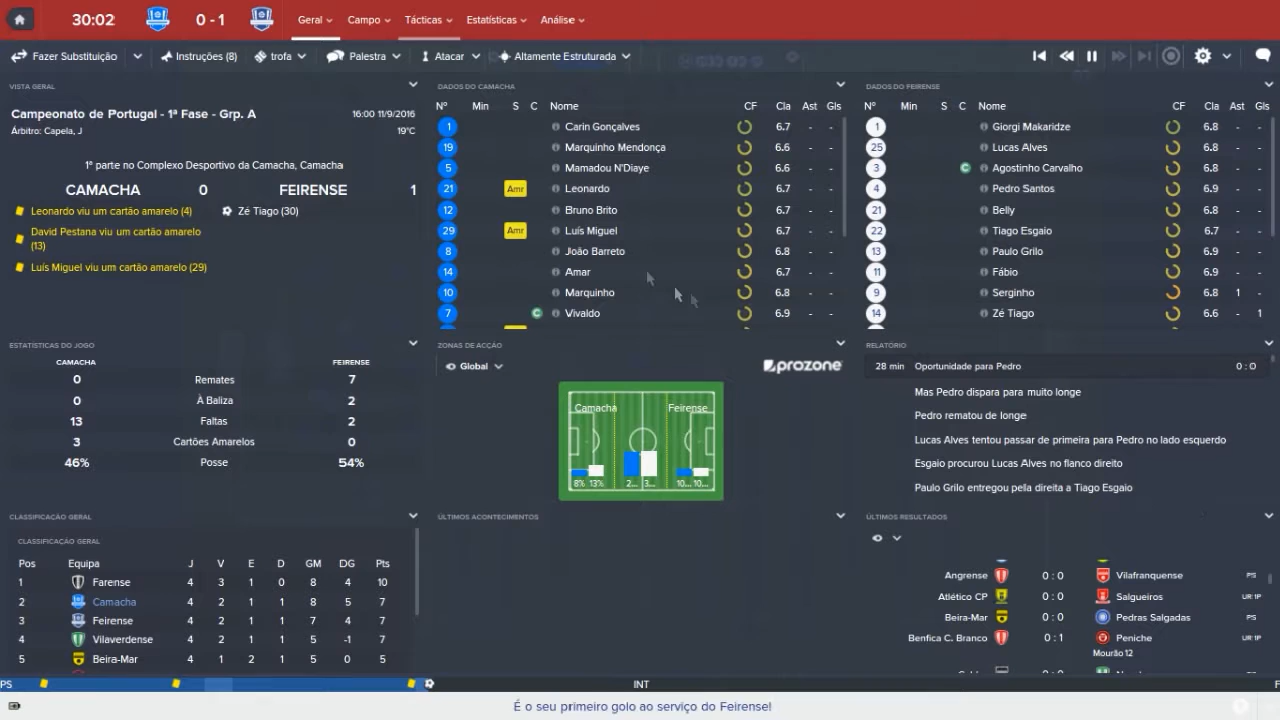 30:02 0 - 1 Geral Campo Tácticas Estatísticas Análise
Fazer Substituição Instruções (8) trofa Palestra Atacar Altamente Estruturada
VISTA GERAL
Campeonato de Portugal - 1ª Fase - Grp. A 16:00 11/9/2016
Árbitro: Capela, J 19°C
1ª parte no Complexo Desportivo da Camacha, Camacha
CAMACHA 0 FEIRENSE 1
Leonardo viu um cartão amarelo (4) Zé Tiago (30)
David Pestana viu um cartão amarelo
(13)
Luís Miguel viu um cartão amarelo (29)
DADOS DO CAMACHA
Nº Min S C Nome CF Cla Ast Gls
1 Carin Gonçalves 6.7 - -
19 Marquinho Mendonça 6.6 - -
5 Mamadou N'Diaye 6.6 - -
21 Amr Leonardo 6.7 - -
12 Bruno Brito 6.7 - -
29 Amr Luís Miguel 6.7 - -
8 João Barreto 6.8 - -
14 Amar 6.7 - -
10 Marquinho 6.8 - -
7 C Vivaldo 6.9 - -
DADOS DO FEIRENSE
Nº Min S C Nome CF Cla Ast Gls
1 Giorgi Makaridze 6.8 - -
25 Lucas Alves 6.8 - -
3 C Agostinho Carvalho 6.8 - -
4 Pedro Santos 6.9 - -
21 Belly 6.8 - -
22 Tiago Esgaio 6.7 - -
13 Paulo Grilo 6.9 - -
11 Fábio 6.9 - -
9 Serginho 6.8 1 -
14 Zé Tiago 6.6 - 1
ESTATÍSTICAS DO JOGO
CAMACHA FEIRENSE
0 Remates 7
0 À Baliza 2
13 Faltas 2
3 Cartões Amarelos 0
46% Posse 54%
ZONAS DE ACÇÃO
Global prozone
Camacha Feirense
8% 13% 2... 3... 10... 10...
RELATÓRIO
28 min Oportunidade para Pedro 0 : 0
Mas Pedro dispara para muito longe
Pedro rematou de longe
Lucas Alves tentou passar de primeira para Pedro no lado esquerdo
Esgaio procurou Lucas Alves no flanco direito
Paulo Grilo entregou pela direita a Tiago Esgaio
CLASSIFICAÇÃO GERAL
CLASSIFICAÇÃO GERAL
Pos Equipa J V E D GM DG Pts
1 Farense 4 3 1 0 8 4 10
2 Camacha 4 2 1 1 8 5 7
3 Feirense 4 2 1 1 7 4 7
4 Vilaverdense 4 2 1 1 5 -1 7
5 Beira-Mar 4 1 2 1 5 0 5
ÚLTIMOS ACONTECIMENTOS
ÚLTIMOS RESULTADOS
Angrense 0 : 0 Vilafranquense PS
Atlético CP 0 : 0 Salgueiros UR 1P
Beira-Mar 0 : 0 Pedras Salgadas PS
Benfica C. Branco 0 : 1 Peniche UR 1P
Mourão 12
PS INT F
É o seu primeiro golo ao serviço do Feirense!